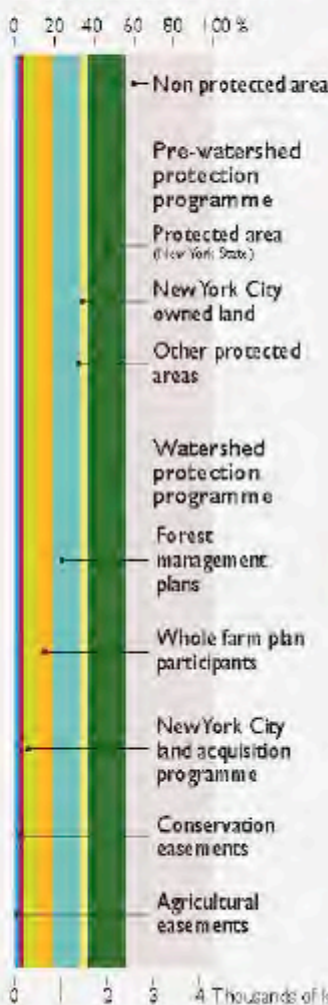 0 20 40 60 80 100 %
Non protected area
Pre-watershed
protection
programme
Protected area
(New York State)
New York City
owned land
Other protected
areas
Watershed
protection
programme
Forest
management
plans
Whole farm plan
participants
New York City
land acquisition
programme
Conservation
easements
Agricultural
easements
0 1 2 3 4 Thousands of